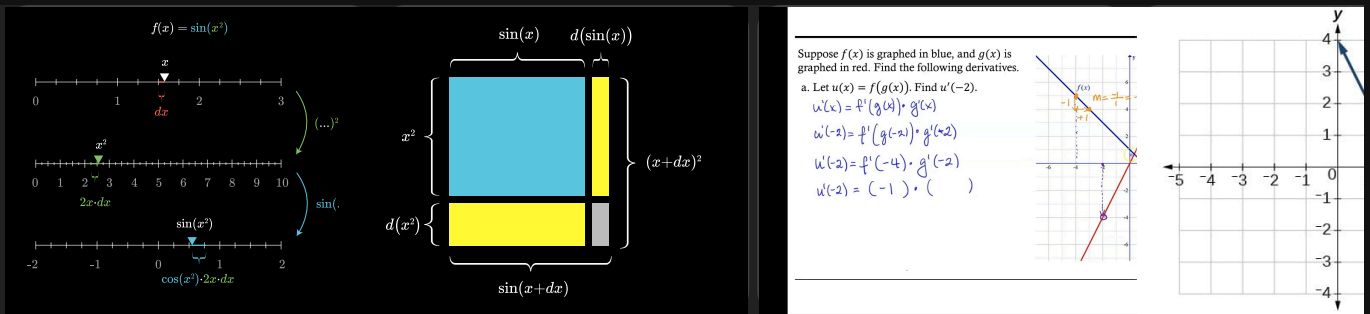 f(x) = sin(x²)
x
0 1 2 3
dx
(...)²
x²
0 1 2 3 4 5 6 7 8 9 10
2x·dx
sin(.
sin(x²)
-2 -1 0 1 2
cos(x²)·2x·dx
sin(x) d(sin(x))
x²
(x+dx)²
d(x²)
sin(x+dx)
Suppose f(x) is graphed in blue, and g(x) is
graphed in red. Find the following derivatives.
a. Let u(x) = f(g(x)). Find u'(−2).
u'(x) = f'(g(x))· g'(x)
u'(-2) = f'(g(-2))· g'(-2)
u'(-2) = f'(-4)· g'(-2)
u'(-2) = (-1)·( )
f(x)
-1
+1
y
4
3
2
1
-5 -4 -3 -2 -1 0
-1
-2
-3
-4